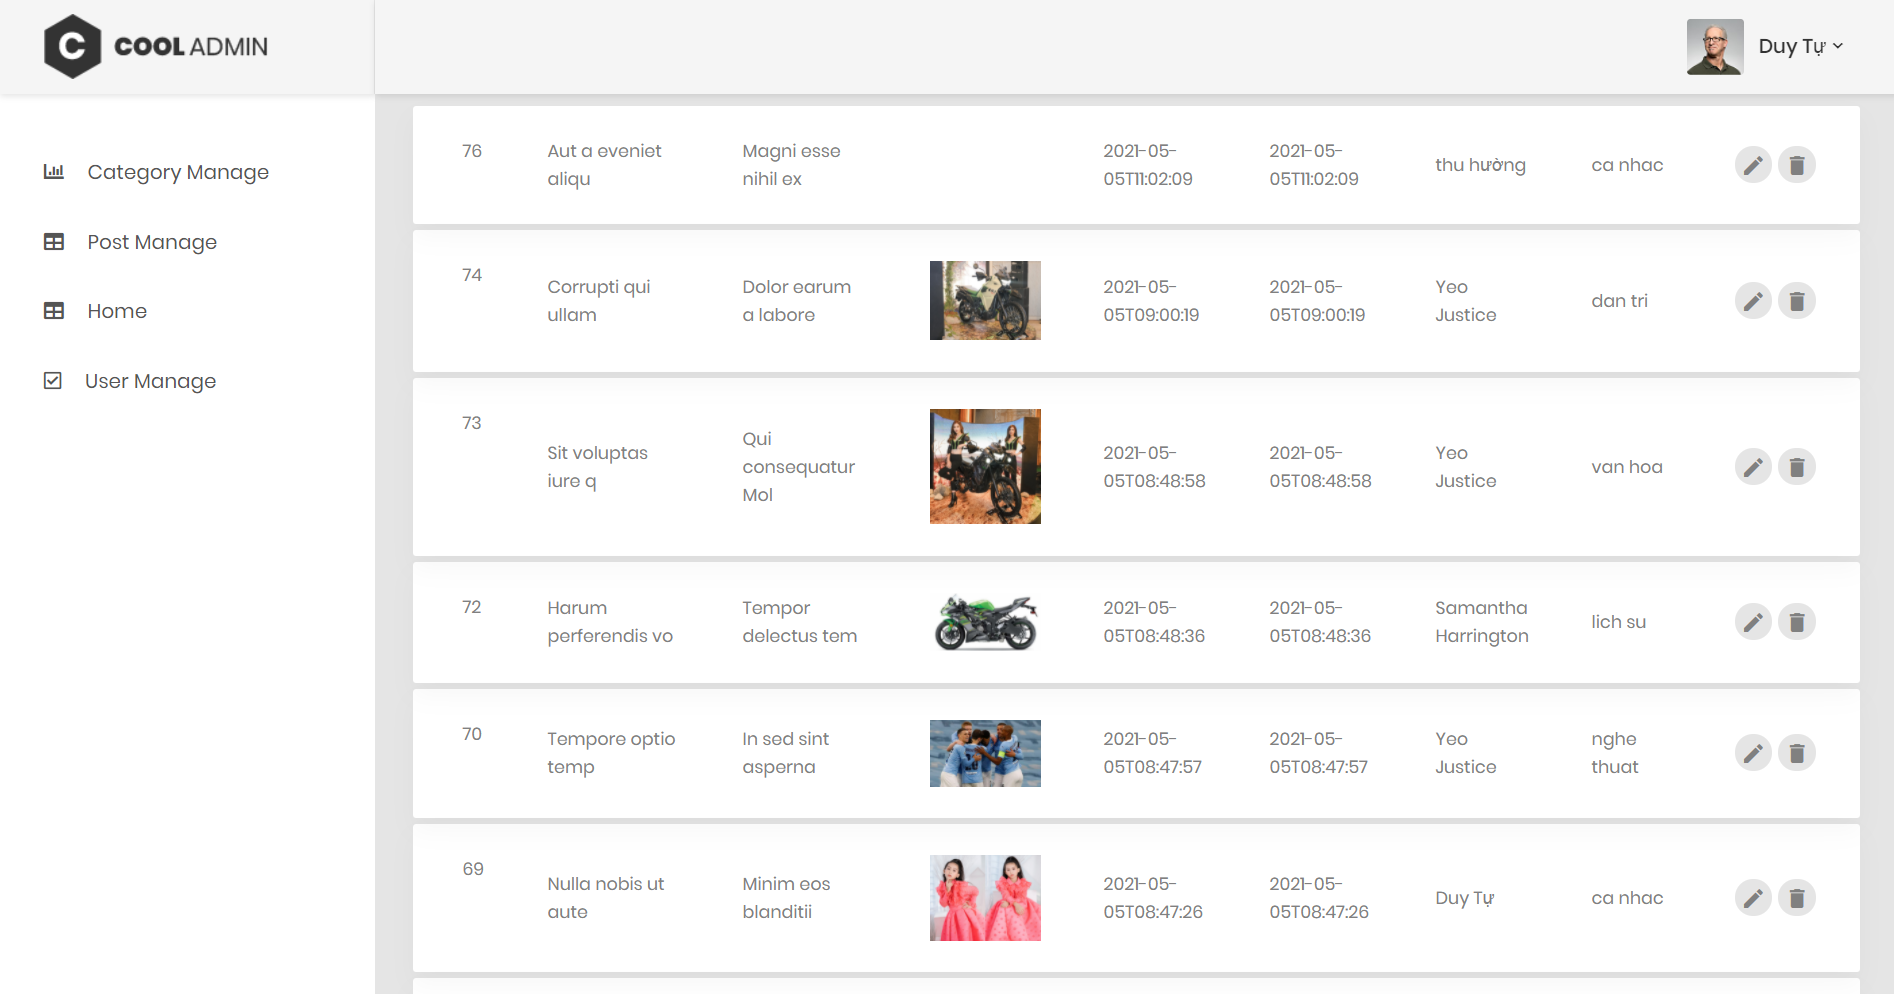 C COOL ADMIN
Duy Tự
Category Manage
Post Manage
Home
User Manage
76
Aut a eveniet
aliqu
Magni esse
nihil ex
2021-05-
05T11:02:09
2021-05-
05T11:02:09
thu hường
ca nhac
74
Corrupti qui
ullam
Dolor earum
a labore
2021-05-
05T09:00:19
2021-05-
05T09:00:19
Yeo
Justice
dan tri
73
Sit voluptas
iure q
Qui
consequatur
Mol
2021-05-
05T08:48:58
2021-05-
05T08:48:58
Yeo
Justice
van hoa
72
Harum
perferendis vo
Tempor
delectus tem
2021-05-
05T08:48:36
2021-05-
05T08:48:36
Samantha
Harrington
lich su
70
Tempore optio
temp
In sed sint
asperna
2021-05-
05T08:47:57
2021-05-
05T08:47:57
Yeo
Justice
nghe
thuat
69
Nulla nobis ut
aute
Minim eos
blanditii
2021-05-
05T08:47:26
2021-05-
05T08:47:26
Duy Tự
ca nhac